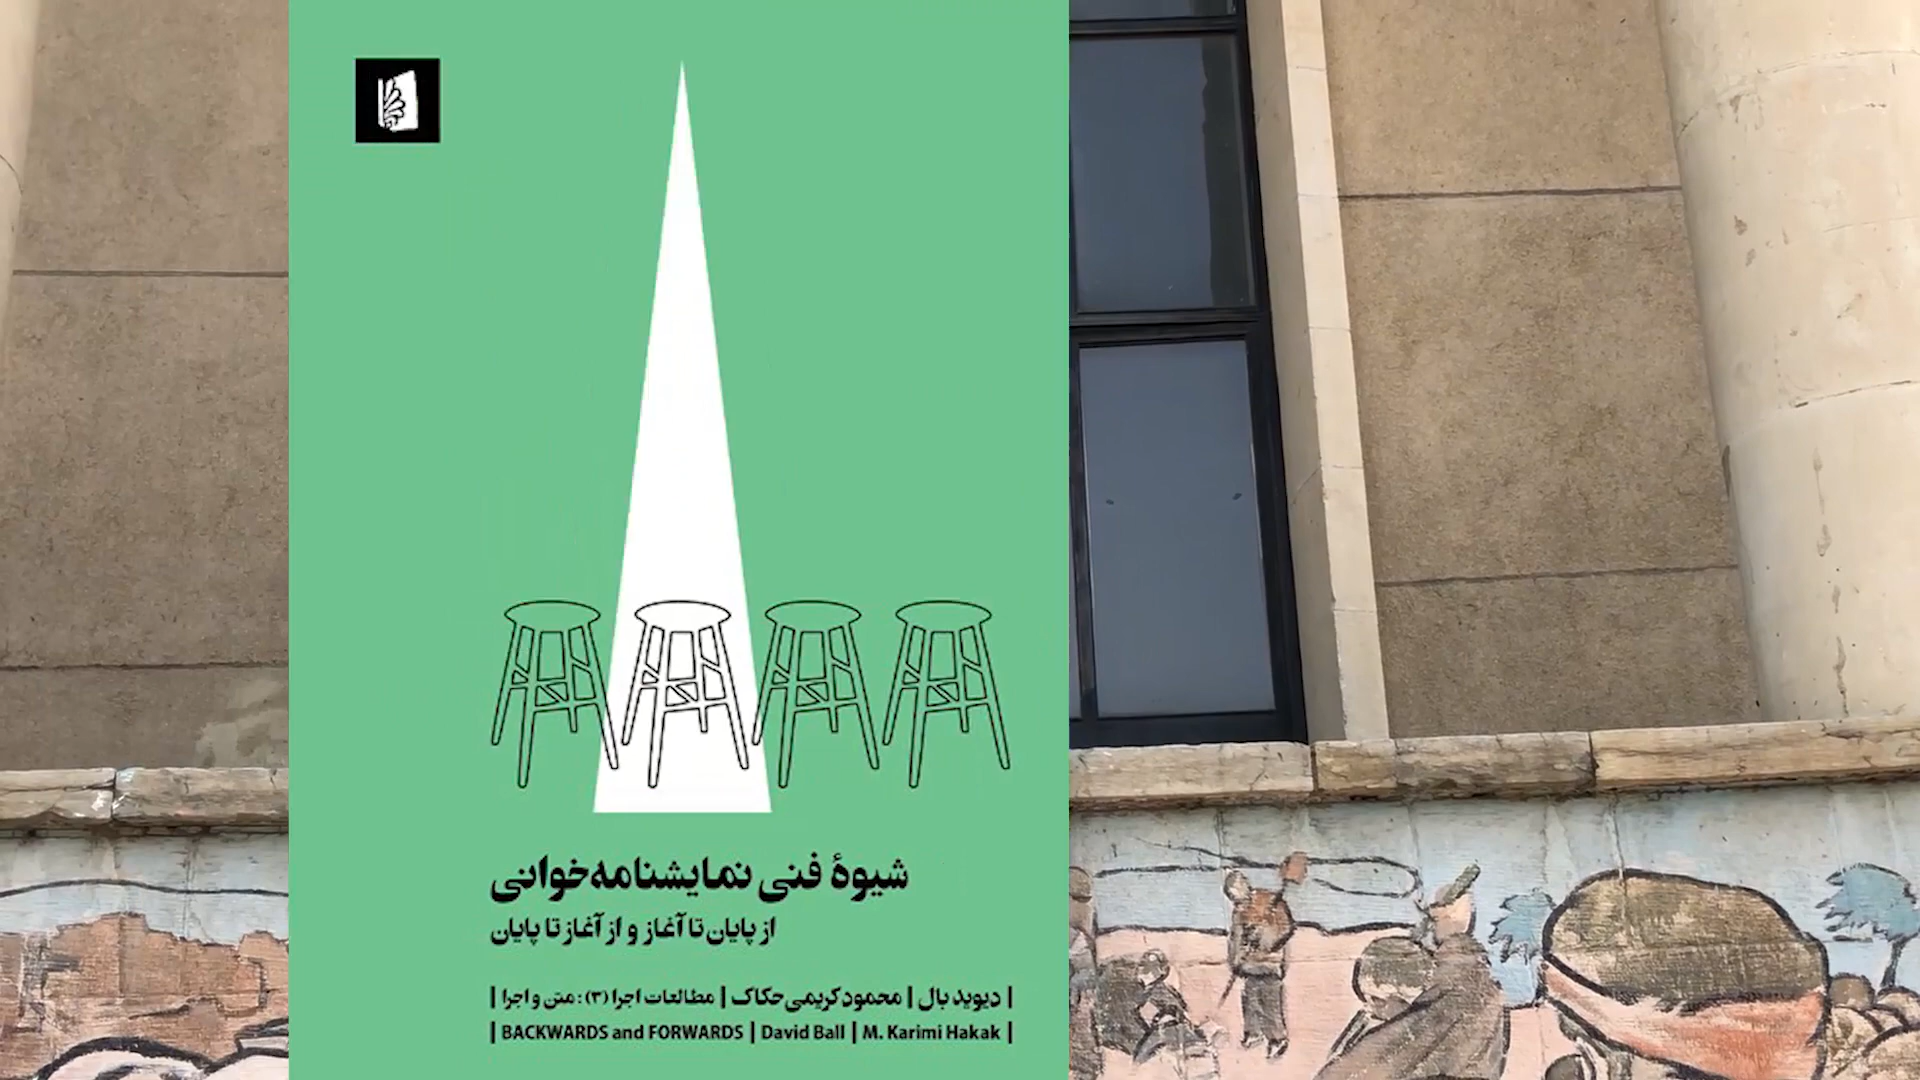 شیوهٔ فنی نمایشنامه‌خوانی
از پایان تا آغاز و از آغاز تا پایان
| دیوید بال | محمود کریمی‌حکاک | مطالعات اجرا (۳): متن و اجرا |
| BACKWARDS and FORWARDS | David Ball | M. Karimi Hakak |